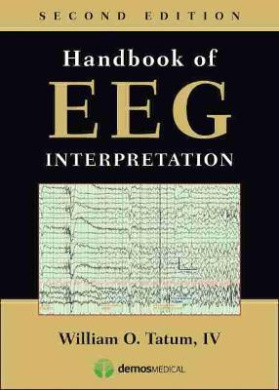 SECOND EDITION
Handbook of
EEG
INTERPRETATION
William O. Tatum, IV
demosMEDICAL